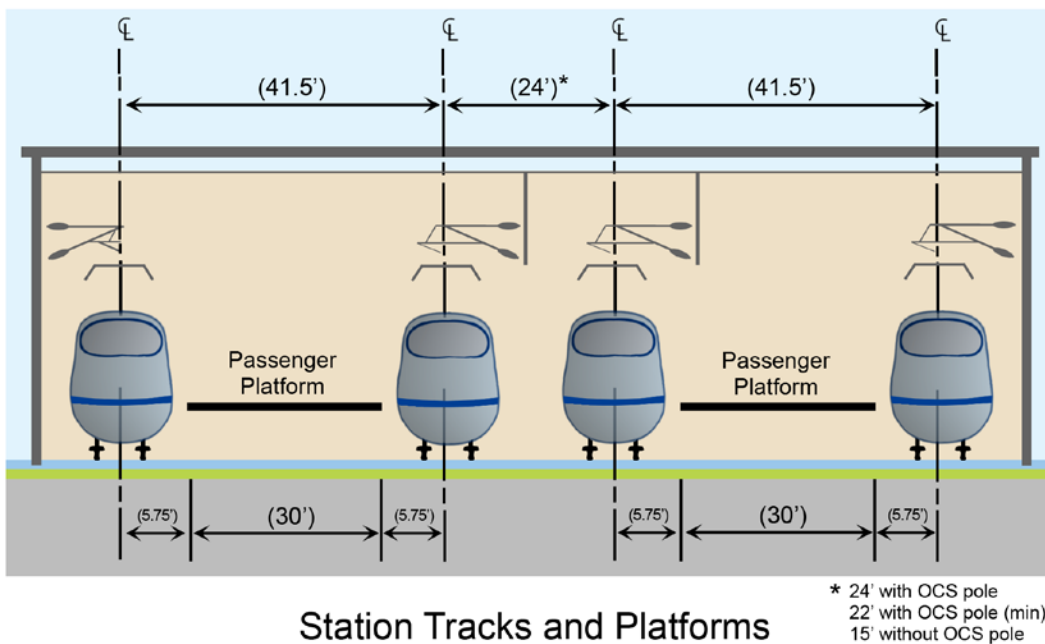 ℄ ℄ ℄ ℄
(41.5') (24')* (41.5')
Passenger
Platform
Passenger
Platform
(5.75') (30') (5.75') (5.75') (30') (5.75')
Station Tracks and Platforms
* 24' with OCS pole
22' with OCS pole (min)
15' without OCS pole